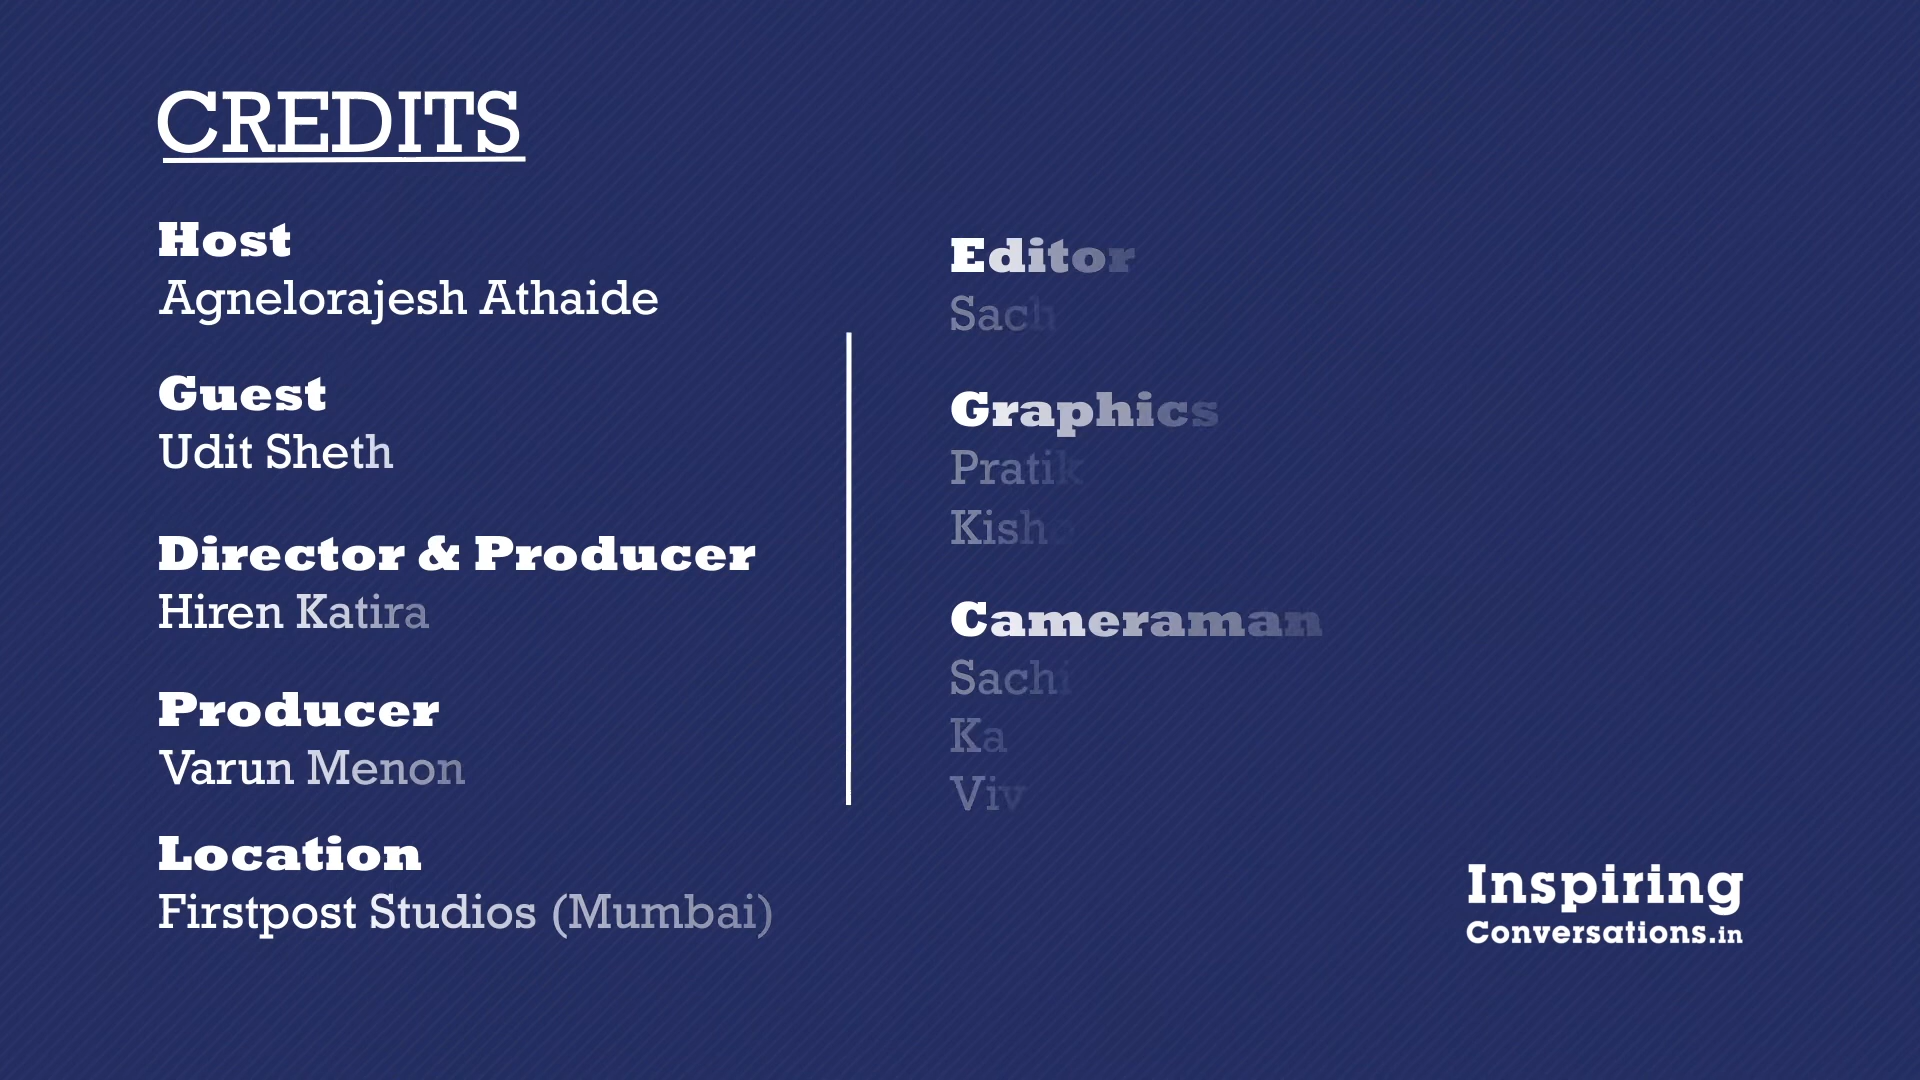 CREDITS
Host
Agnelorajesh Athaide
Guest
Udit Sheth
Director & Producer
Hiren Katira
Producer
Varun Menon
Location
Firstpost Studios (Mumbai)
Editor
Graphics
Pratik
Cameraman
Inspiring
Conversations.in